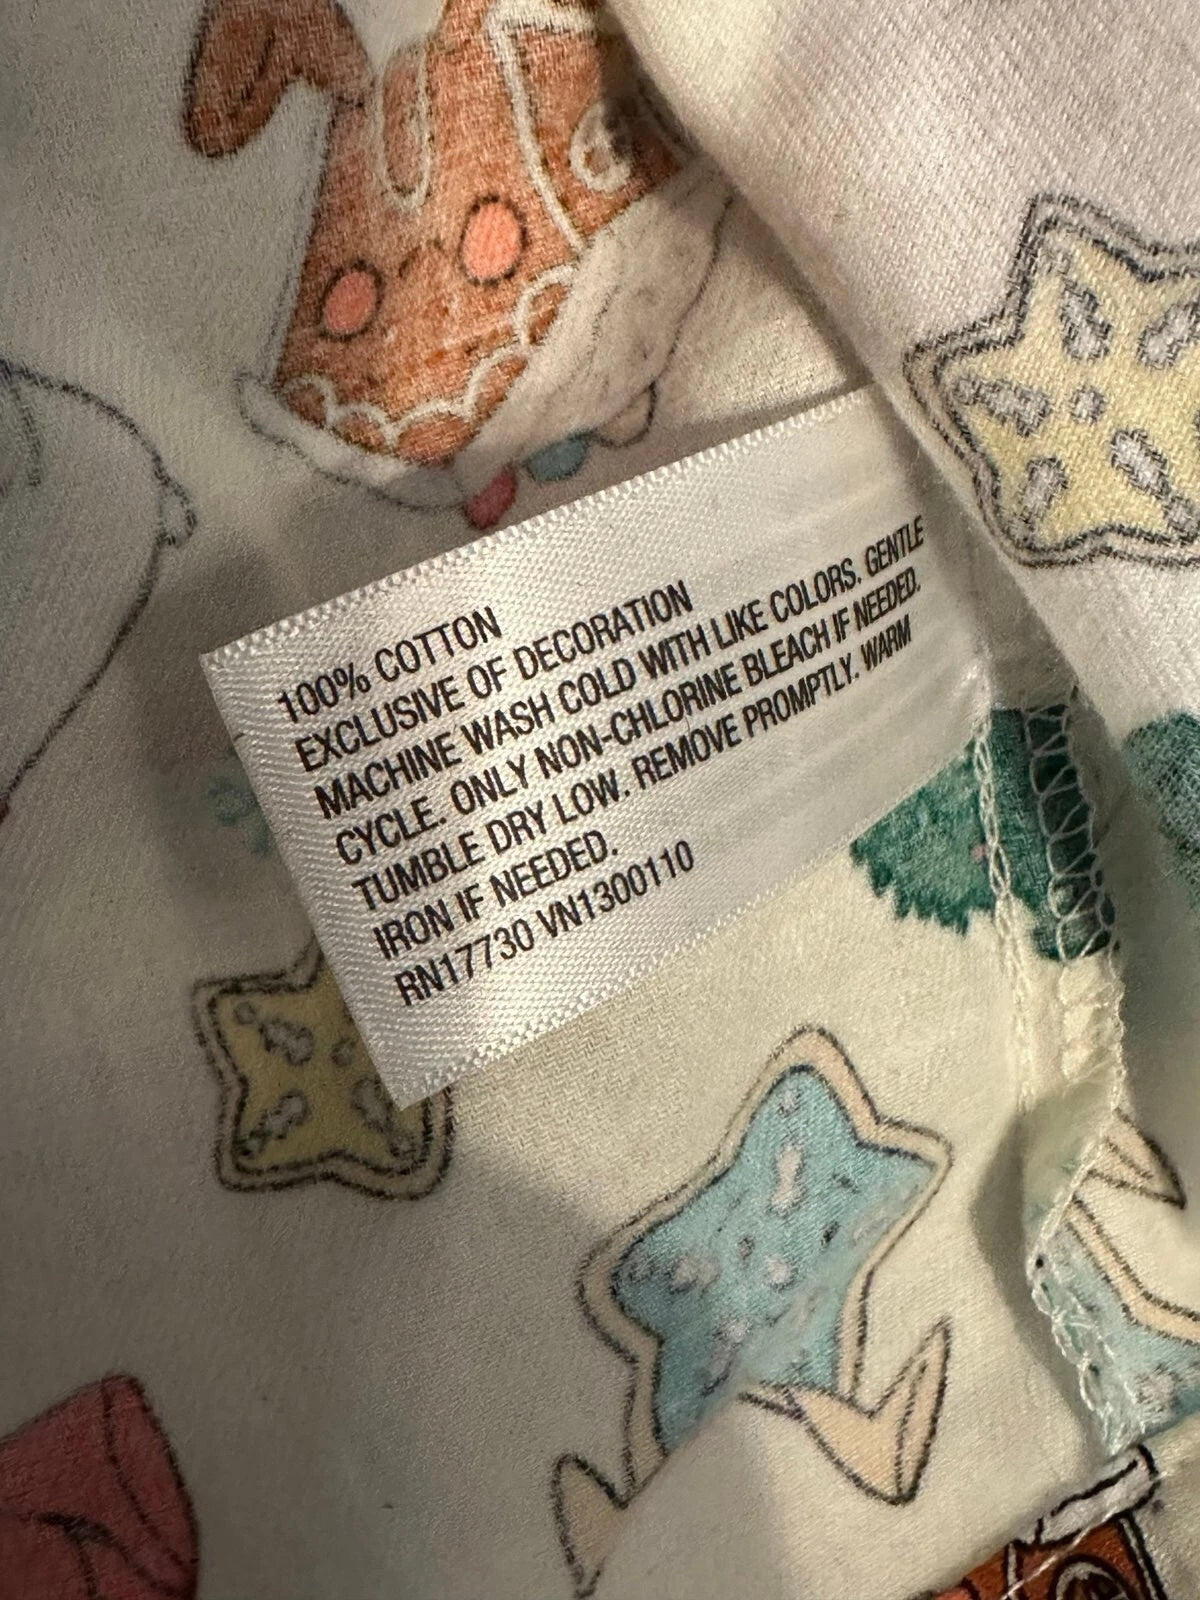 100% COTTON
EXCLUSIVE OF DECORATION
MACHINE WASH COLD WITH LIKE COLORS. GENTLE
CYCLE. ONLY NON-CHLORINE BLEACH IF NEEDED.
TUMBLE DRY LOW. REMOVE PROMPTLY. WARM
IRON IF NEEDED.
RN17730 VN1300110